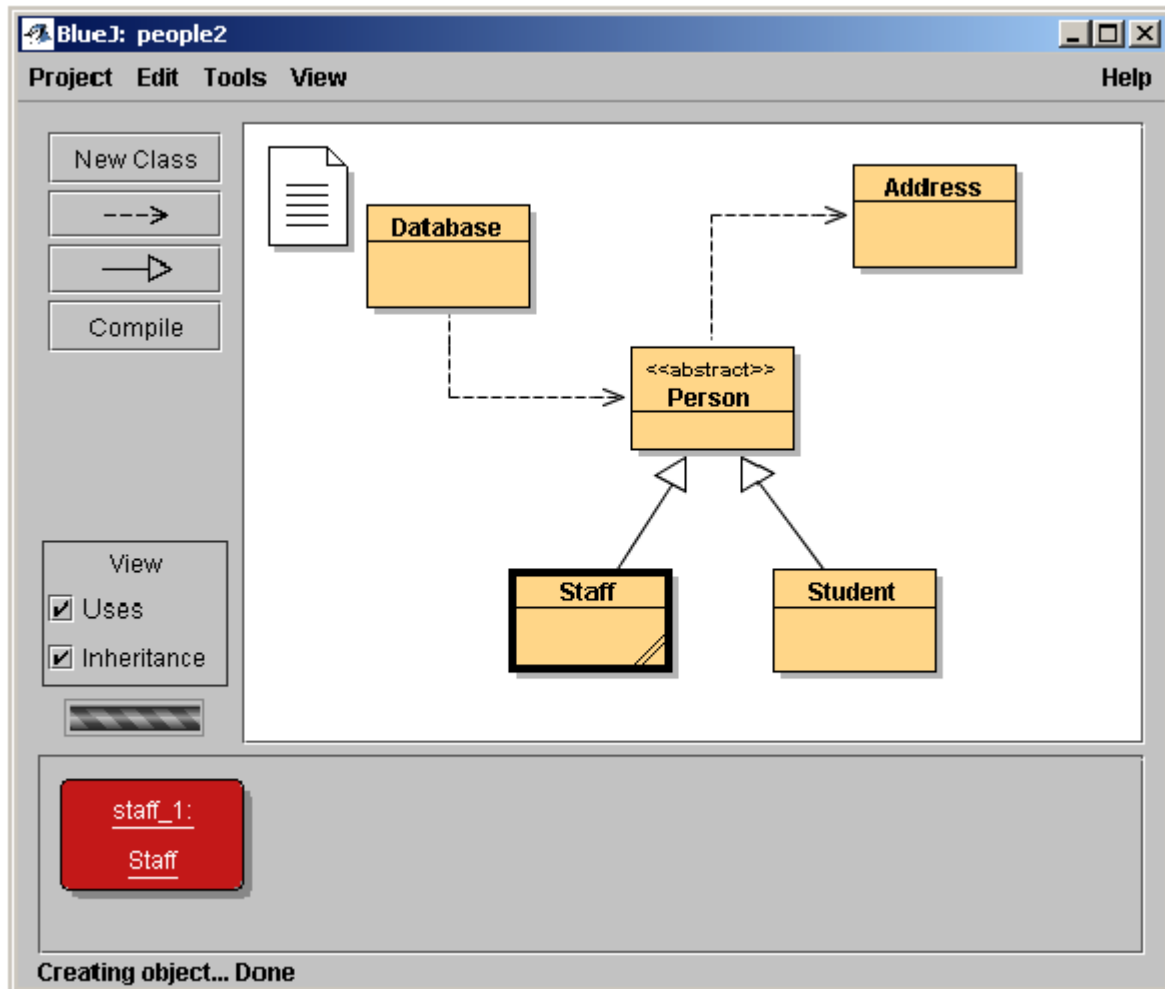 BlueJ: people2
Project Edit Tools View Help
New Class
Compile
View
Uses
Inheritance
Database
Address
<<abstract>>
Person
Staff
Student
staff_1:
Staff
Creating object... Done